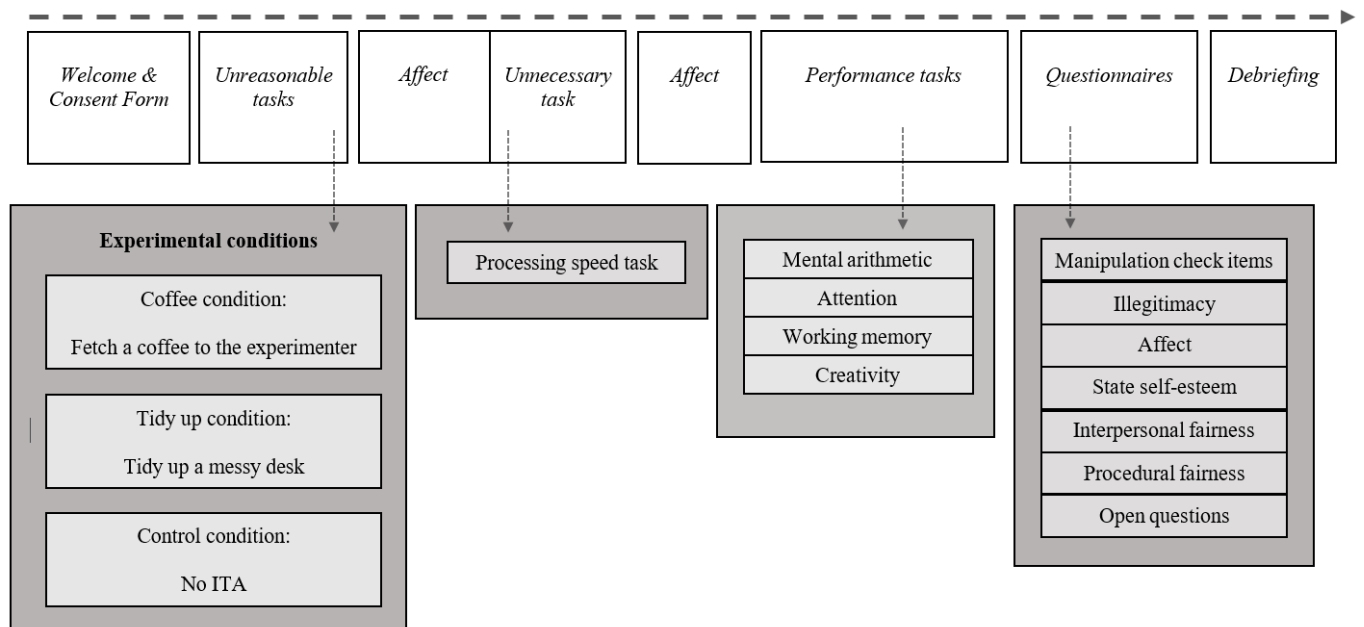 Welcome &
Consent Form
Unreasonable
tasks
Affect
Unnecessary
task
Affect
Performance tasks
Questionnaires
Debriefing
Experimental conditions
Coffee condition:
Fetch a coffee to the experimenter
Tidy up condition:
Tidy up a messy desk
Control condition:
No ITA
Processing speed task
Mental arithmetic
Attention
Working memory
Creativity
Manipulation check items
Illegitimacy
Affect
State self-esteem
Interpersonal fairness
Procedural fairness
Open questions